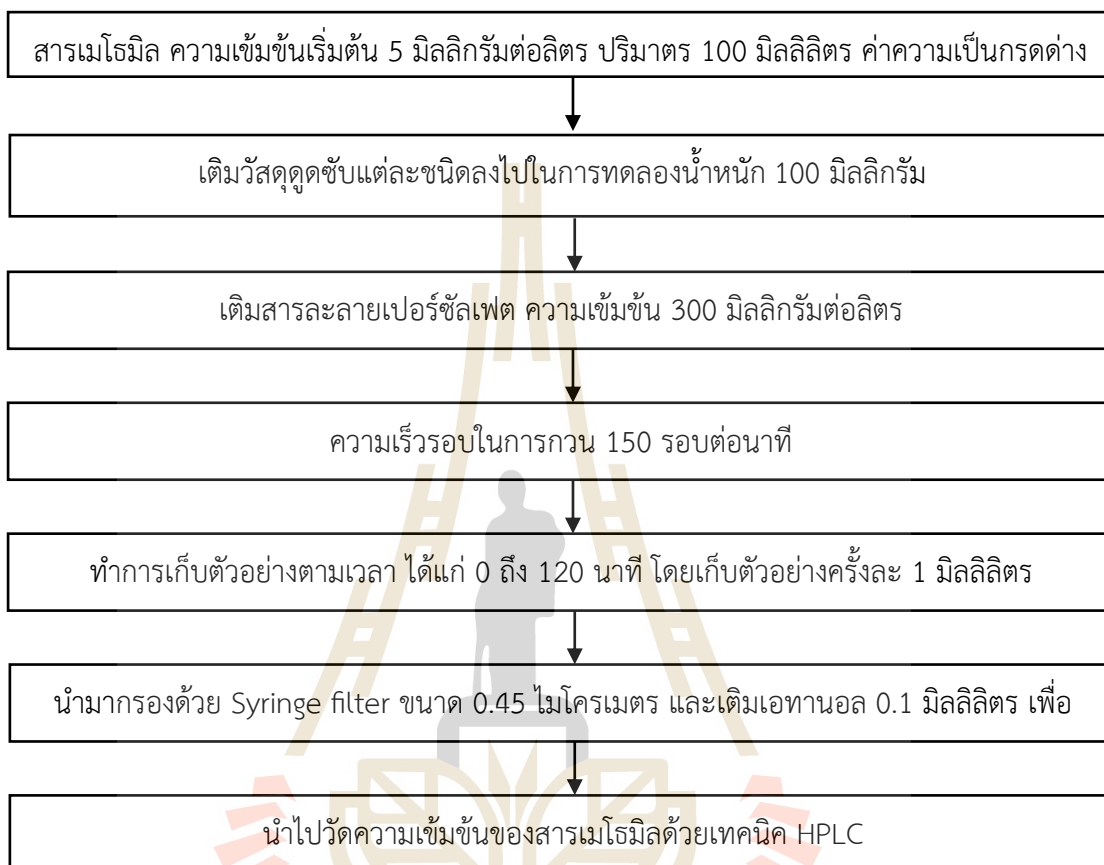 สารเมโธมิล ความเข้มข้นเริ่มต้น 5 มิลลิกรัมต่อลิตร ปริมาตร 100 มิลลิลิตร ค่าความเป็นกรดด่าง
เติมวัสดุดูดซับแต่ละชนิดลงไปในการทดลองน้ำหนัก 100 มิลลิกรัม
เติมสารละลายเปอร์ซัลเฟต ความเข้มข้น 300 มิลลิกรัมต่อลิตร
ความเร็วรอบในการกวน 150 รอบต่อนาที
ทำการเก็บตัวอย่างตามเวลา ได้แก่ 0 ถึง 120 นาที โดยเก็บตัวอย่างครั้งละ 1 มิลลิลิตร
นำมากรองด้วย Syringe filter ขนาด 0.45 ไมโครเมตร และเติมเอทานอล 0.1 มิลลิลิตร เพื่อ
นำไปวัดความเข้มข้นของสารเมโธมิลด้วยเทคนิค HPLC